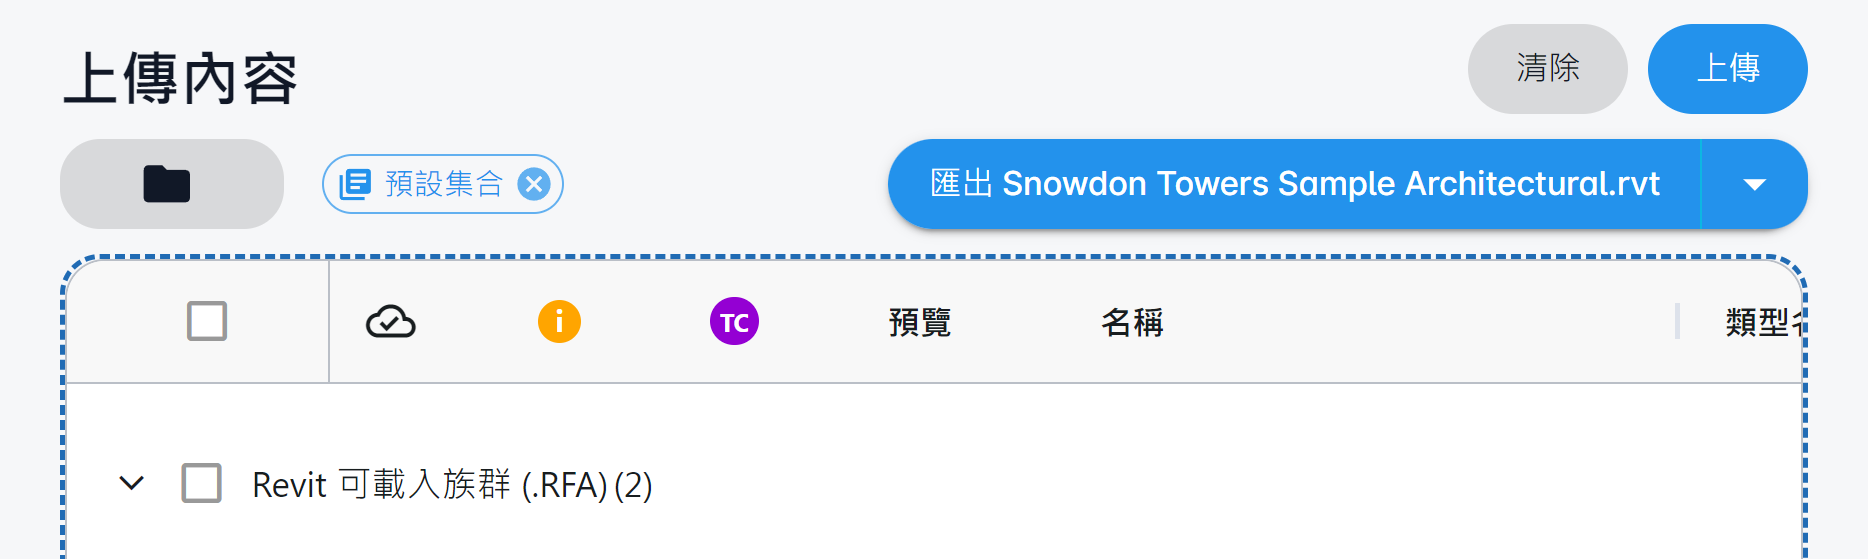 上傳內容
清除
上傳
預設集合
匯出 Snowdon Towers Sample Architectural.rvt
i
TC
預覽
名稱
類型
Revit 可載入族群 (.RFA) (2)